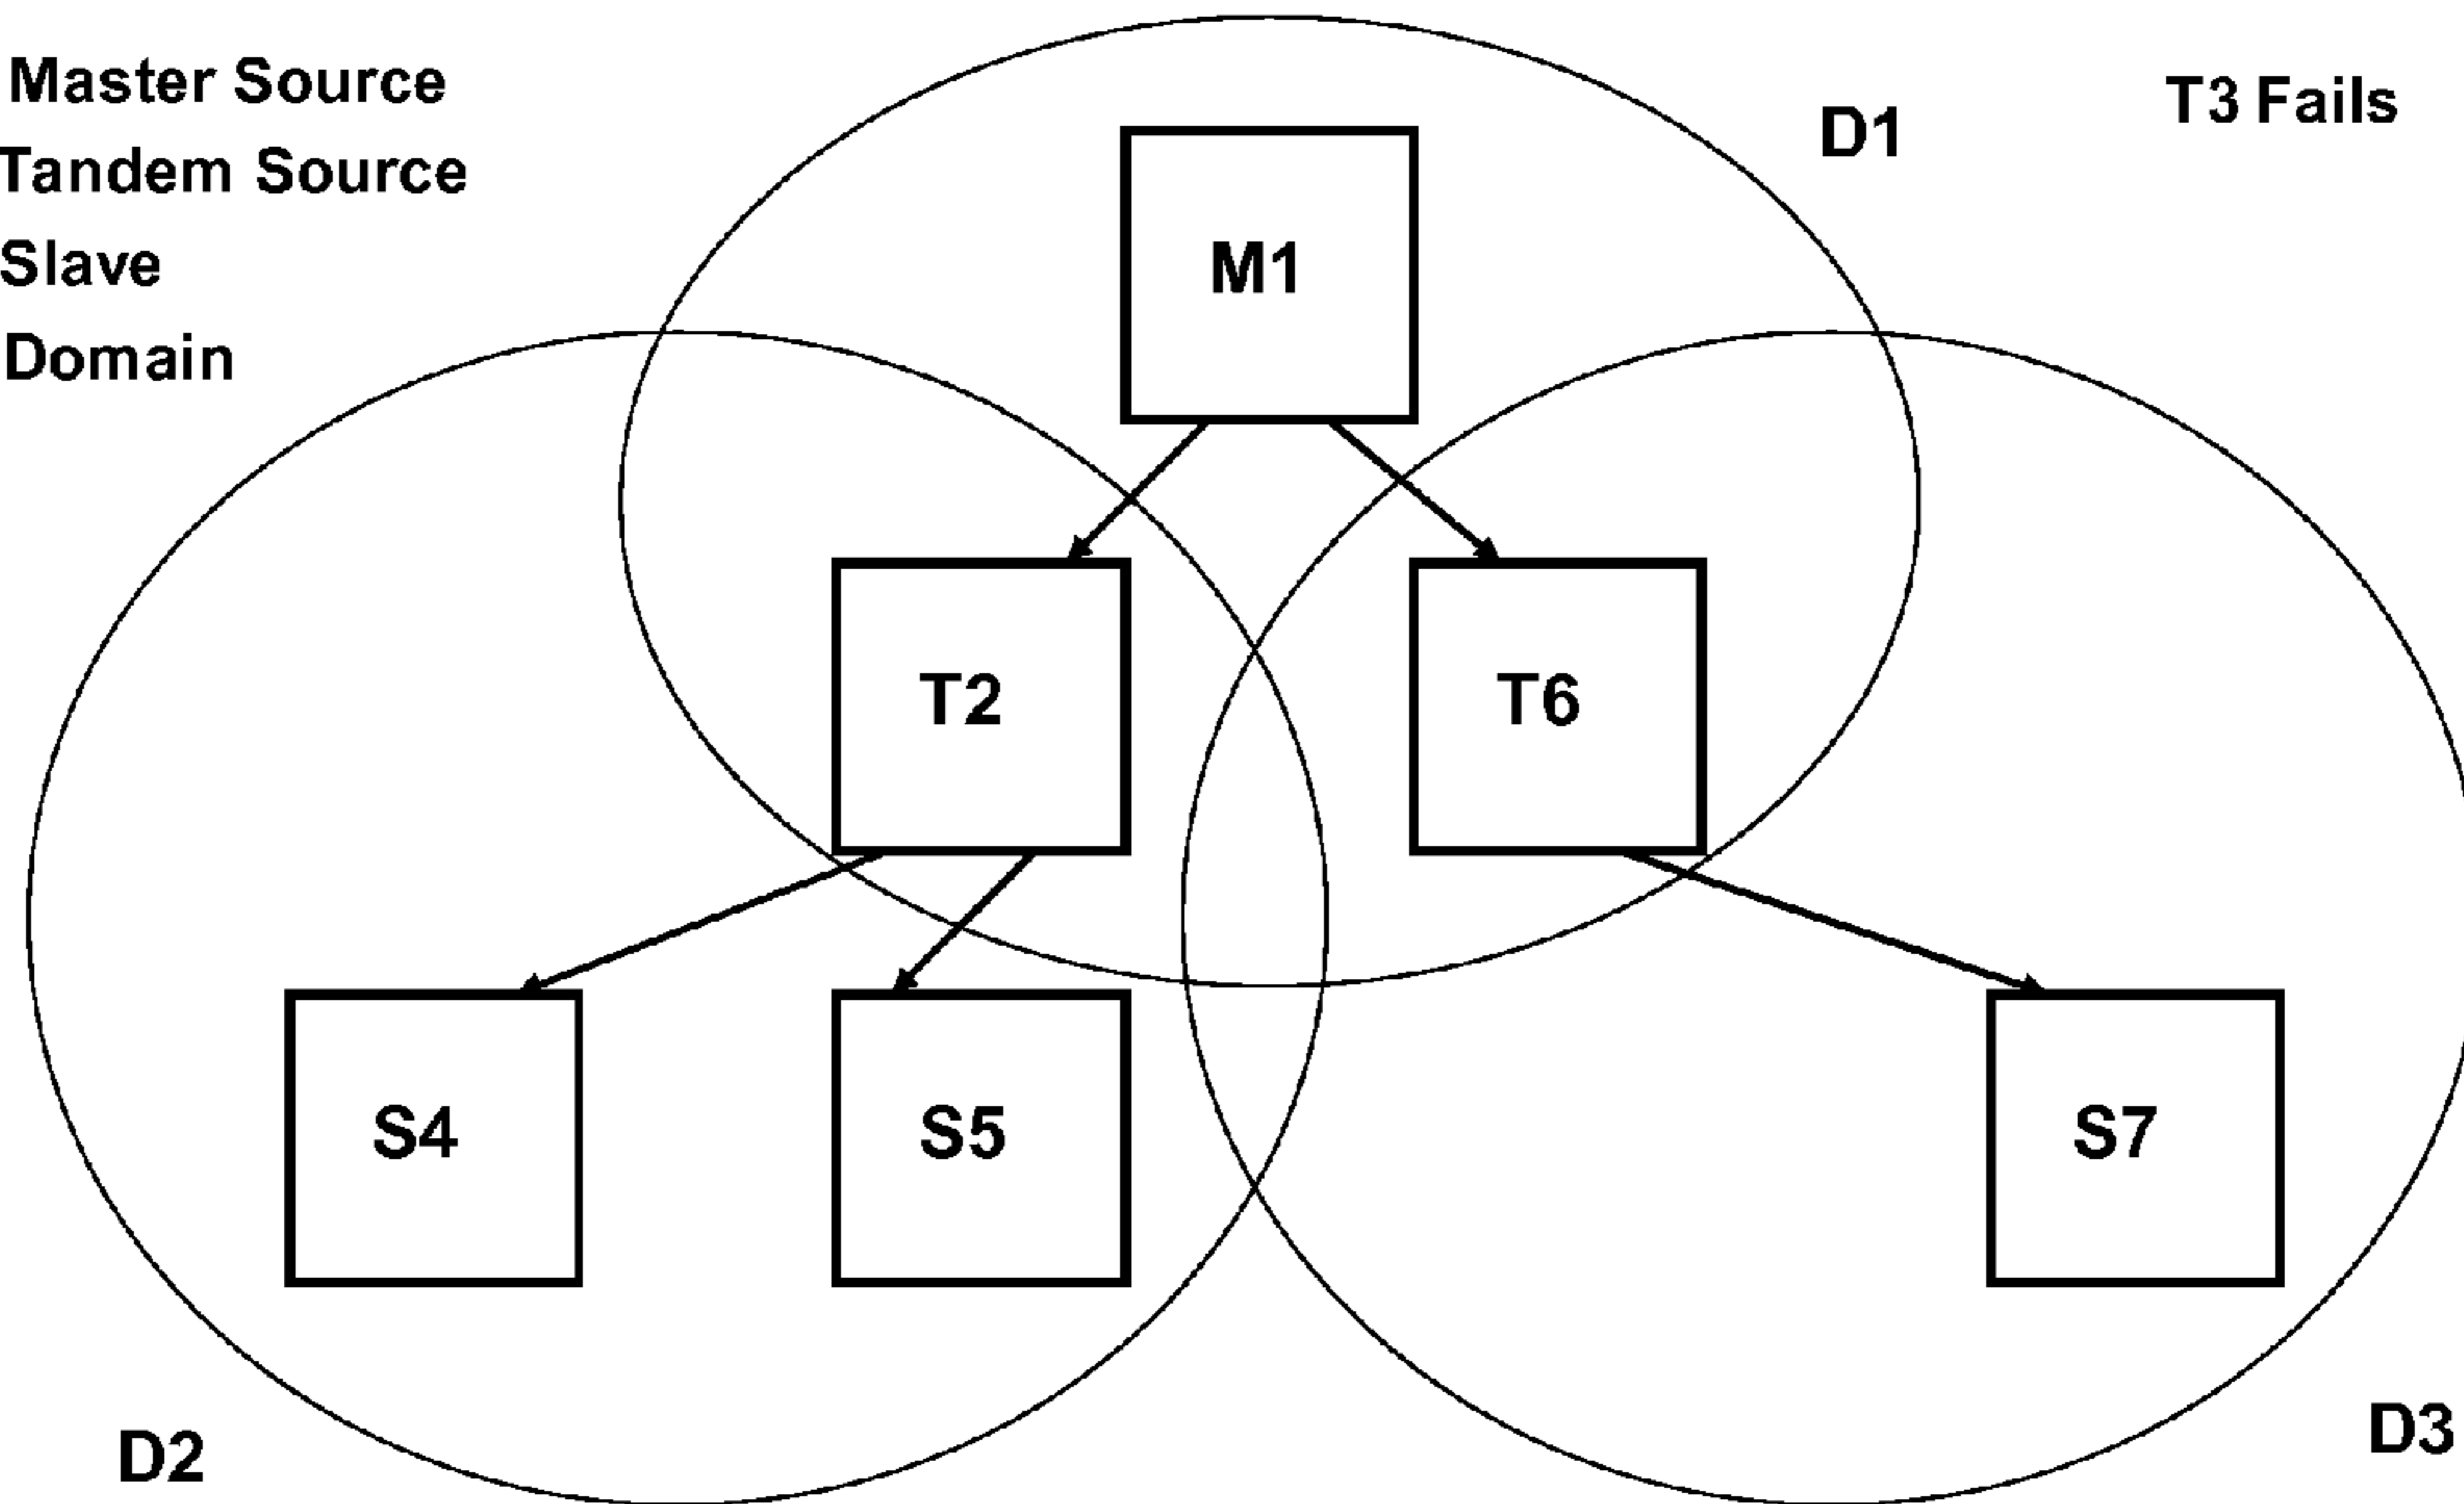 Master Source
Tandem Source
Slave
Domain
D1
T3 Fails
M1
T2
T6
S4
S5
S7
D2
D3